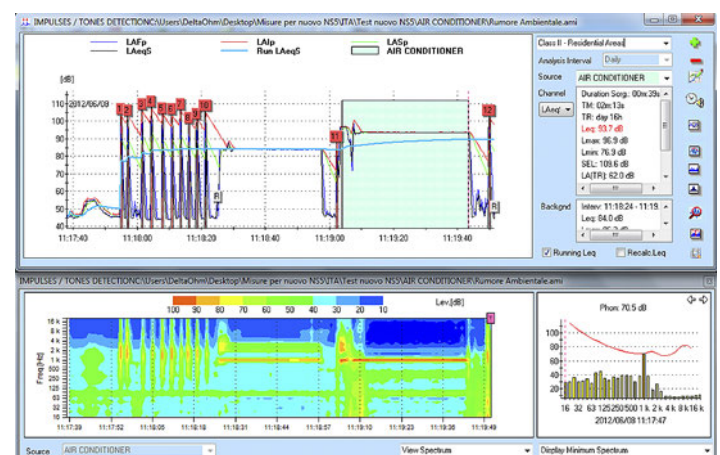 IMPULSES / TONES DETECTIONC:\Users\DeltaOhm\Desktop\Misure per nuovo NS5\ITA\Test nuovo NS5\AIR CONDITIONER\Rumore Ambientale.ami
LAFp LAIp LASp
LAeqS Run LAeqS AIR CONDITIONER
[dB]
2012/06/08
110
100
90
80
70
60
50
40
1 2 3 4 5 6 7 8 9 10 11 12
R R
11:17:40 11:18:00 11:18:20 11:18:40 11:19:00 11:19:20 11:19:40
Class II - Residential Areas
Analysis Interval Daily
Source AIR CONDITIONER
Channel
Duration Sorg.: 00m:39s
TM: 02m:13s
TR: day 16h
Leq: 93.7 dB
Lmax: 96.9 dB
Lmin: 76.9 dB
SEL: 109.6 dB
LA(TR): 62.0 dB
Backgnd
Interv: 11:18:24 - 11:19.
Leq: 84.0 dB
Running Leq Recalc.Leq
IMPULSES / TONES DETECTIONC:\Users\DeltaOhm\Desktop\Misure per nuovo NS5\ITA\Test nuovo NS5\AIR CONDITIONER\Rumore Ambientale.ami
Lev.[dB]
100 90 80 70 60 50 40 30 20 10
Freq[Hz]
16 k
8 k
4 k
2 k
1 k
500
250
125
63
32
16
11:17:39 11:17:52 11:18:05 11:18:18 11:18:31 11:18:44 11:18:57 11:19:10 11:19:23 11:19:36 11:19:49
Phon: 70.5 dB
100
80
60
40
20
16 32 63 125 250 500 1 k 2 k 4 k 8 k 16 k
2012/06/08 11:17:47
Source AIR CONDITIONER
View Spectrum
Display Minimum Spectrum